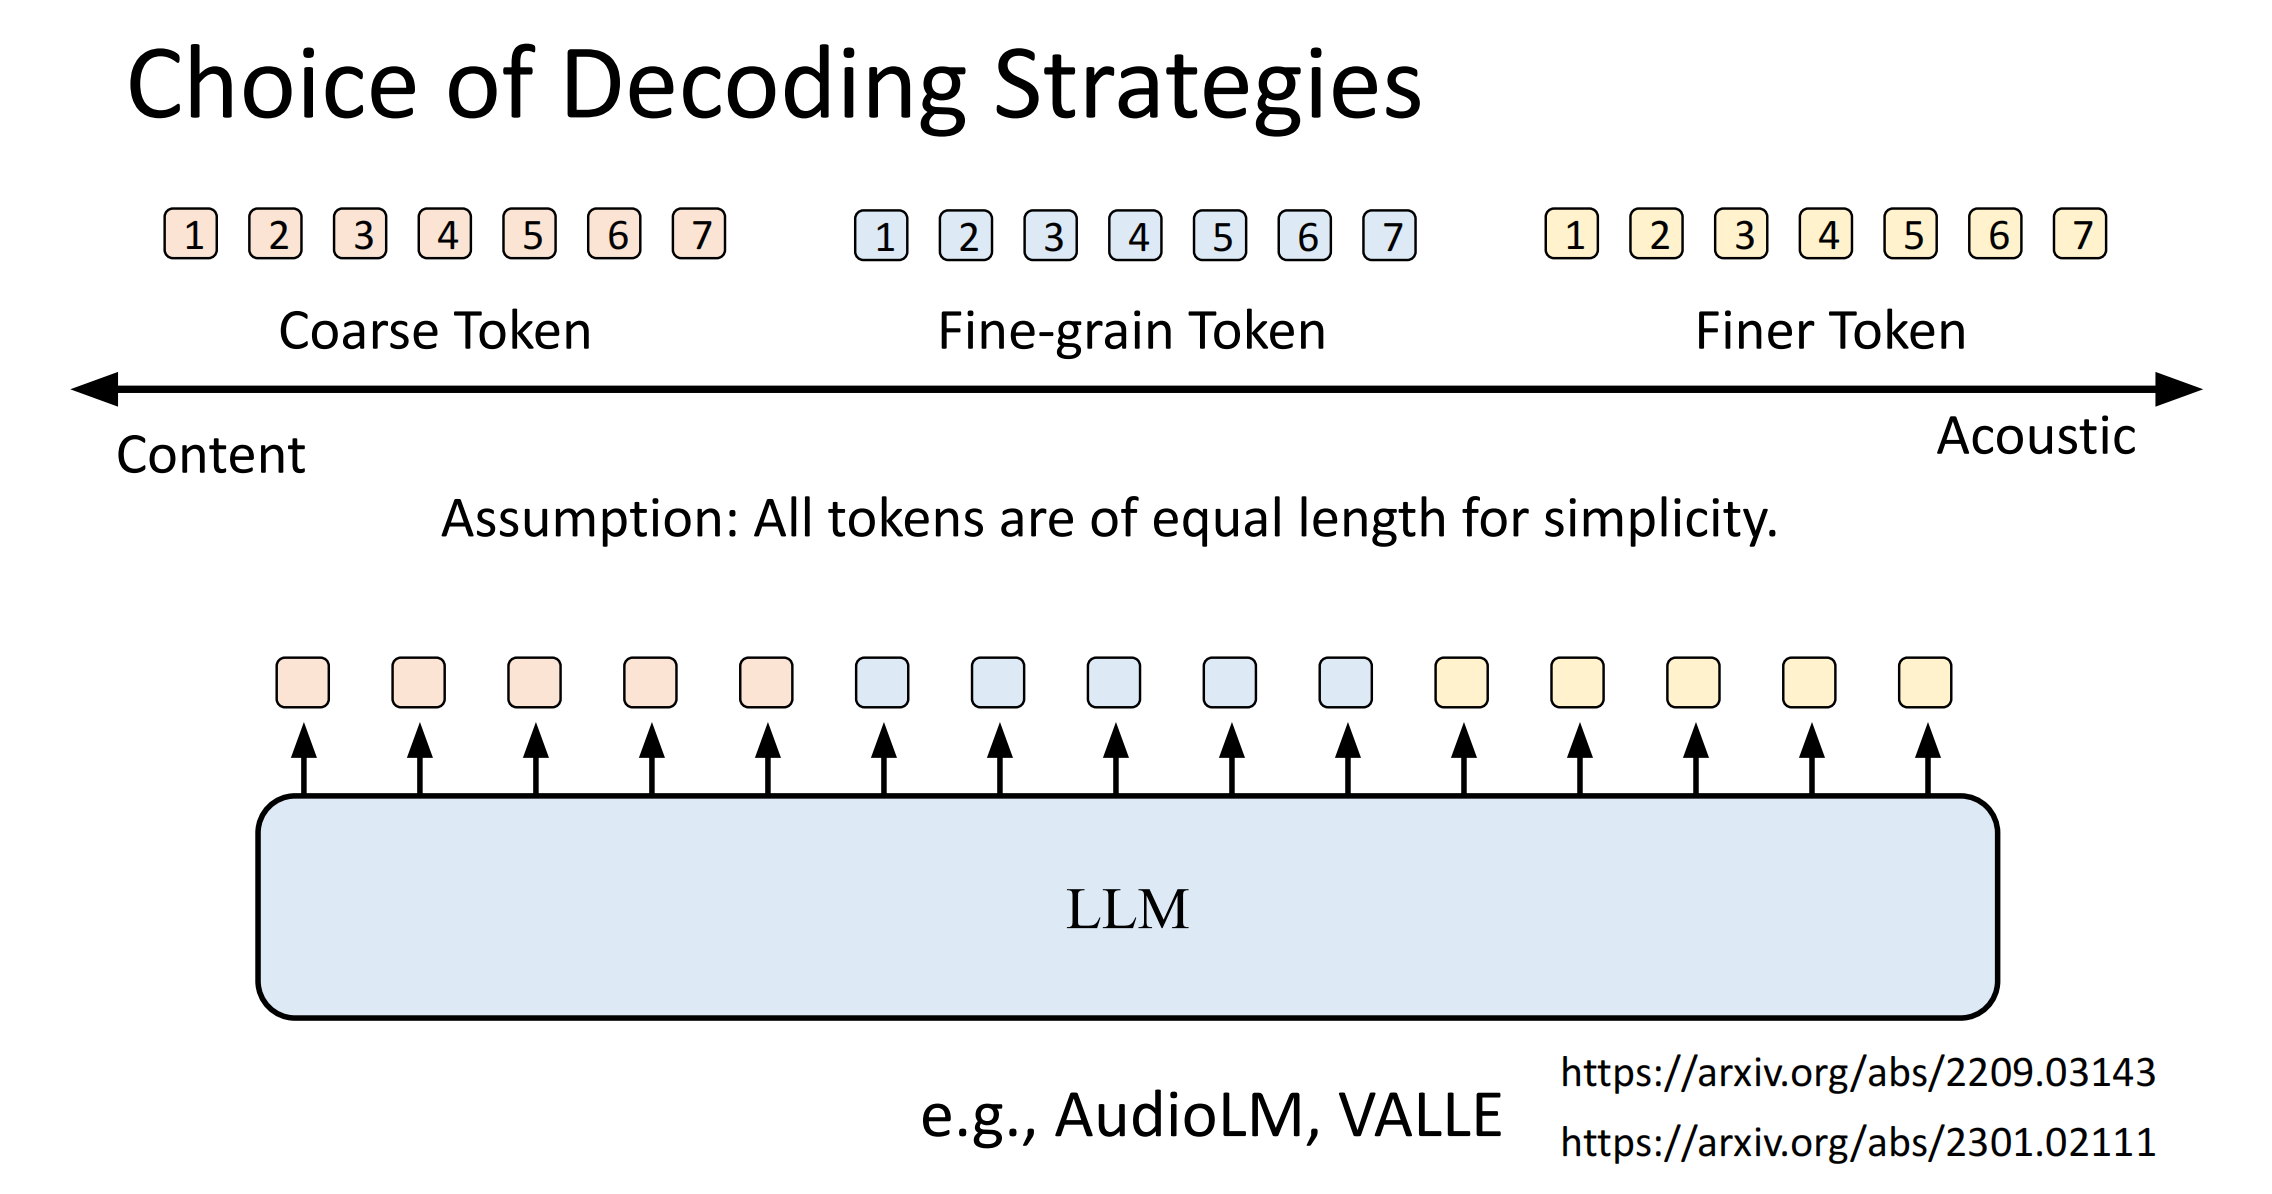 Choice of Decoding Strategies
1 2 3 4 5 6 7 1 2 3 4 5 6 7 1 2 3 4 5 6 7
Coarse Token Fine-grain Token Finer Token
Content Acoustic
Assumption: All tokens are of equal length for simplicity.
LLM
e.g., AudioLM, VALLE
https://arxiv.org/abs/2209.03143
https://arxiv.org/abs/2301.02111